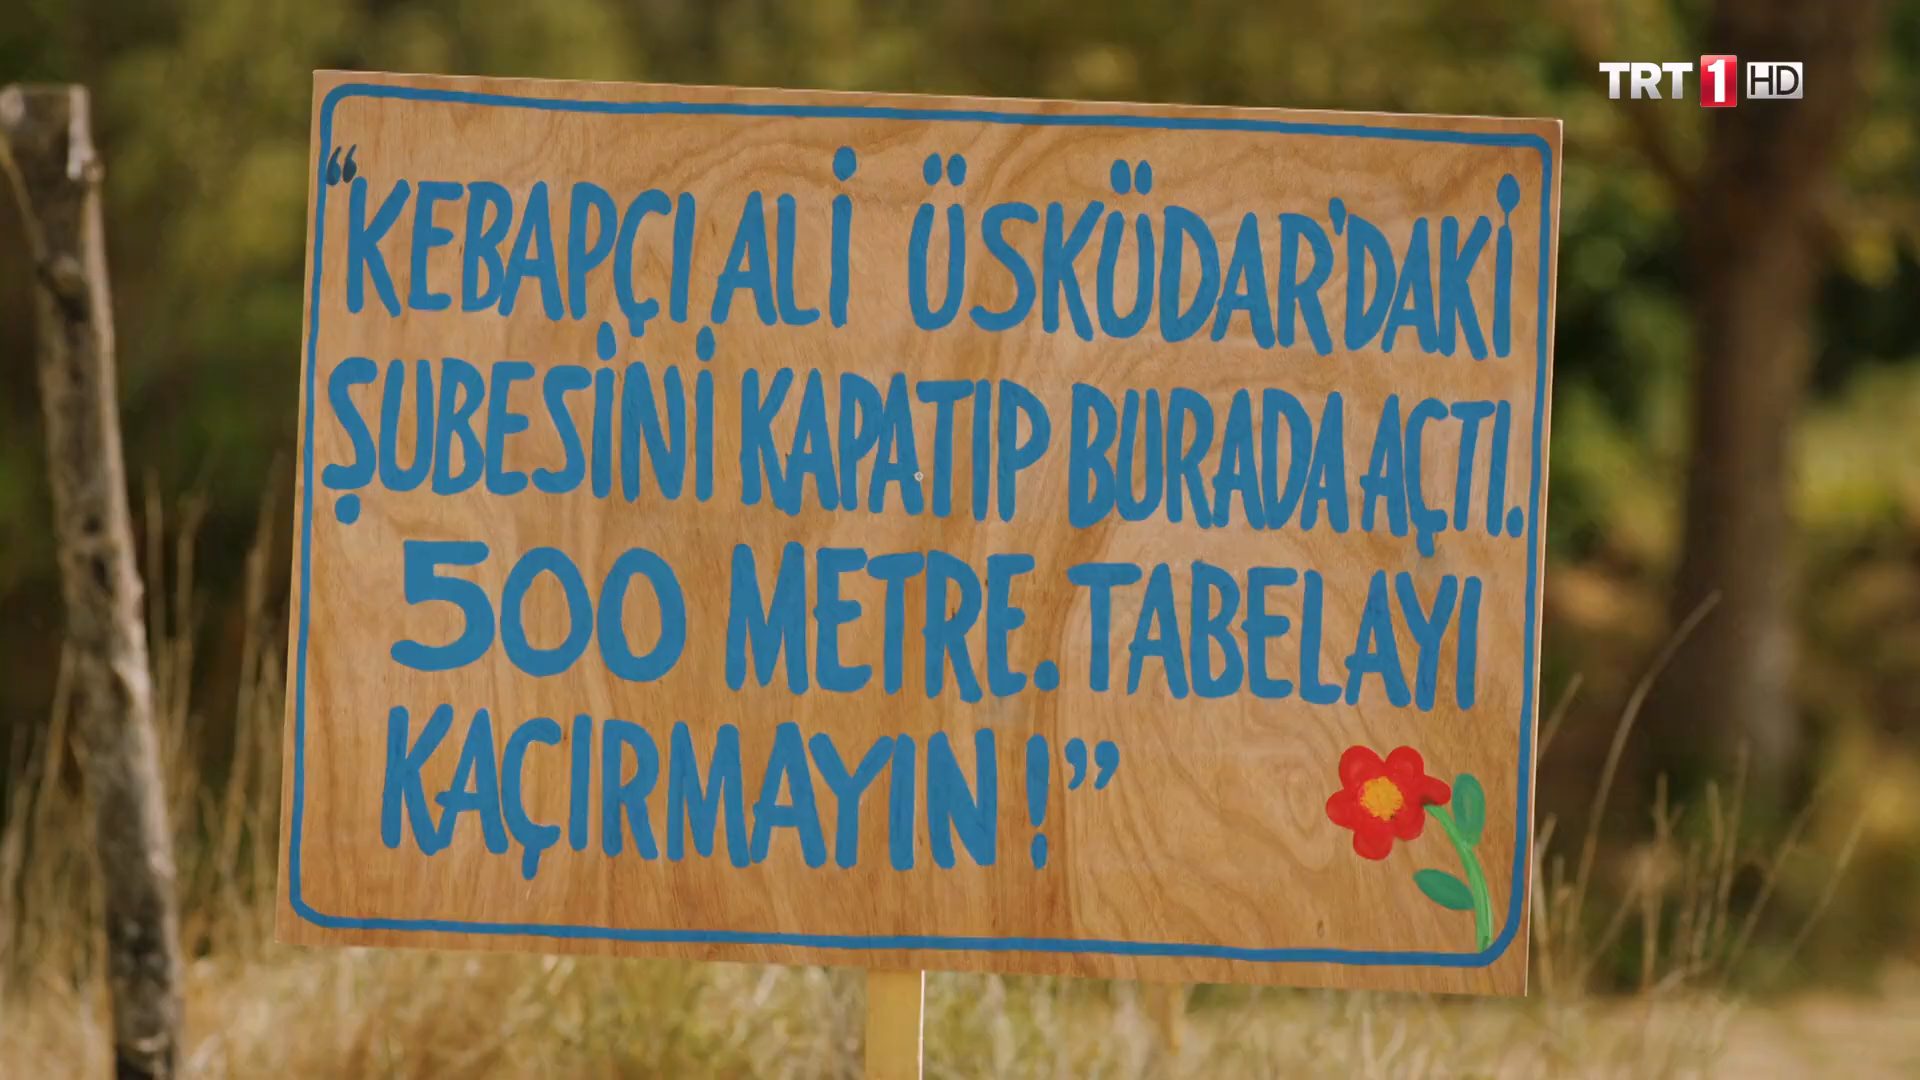 TRT 1 HD
“KEBAPÇI ALİ ÜSKÜDAR'DAKİ
ŞUBESİNİ KAPATIP BURADA AÇTI.
500 METRE. TABELAYI
KAÇIRMAYIN!”